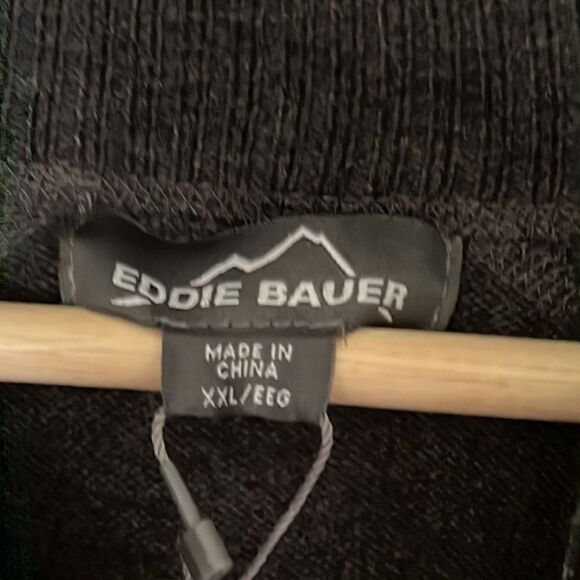 EDDIE BAUER
MADE IN
CHINA
XXL/EEG